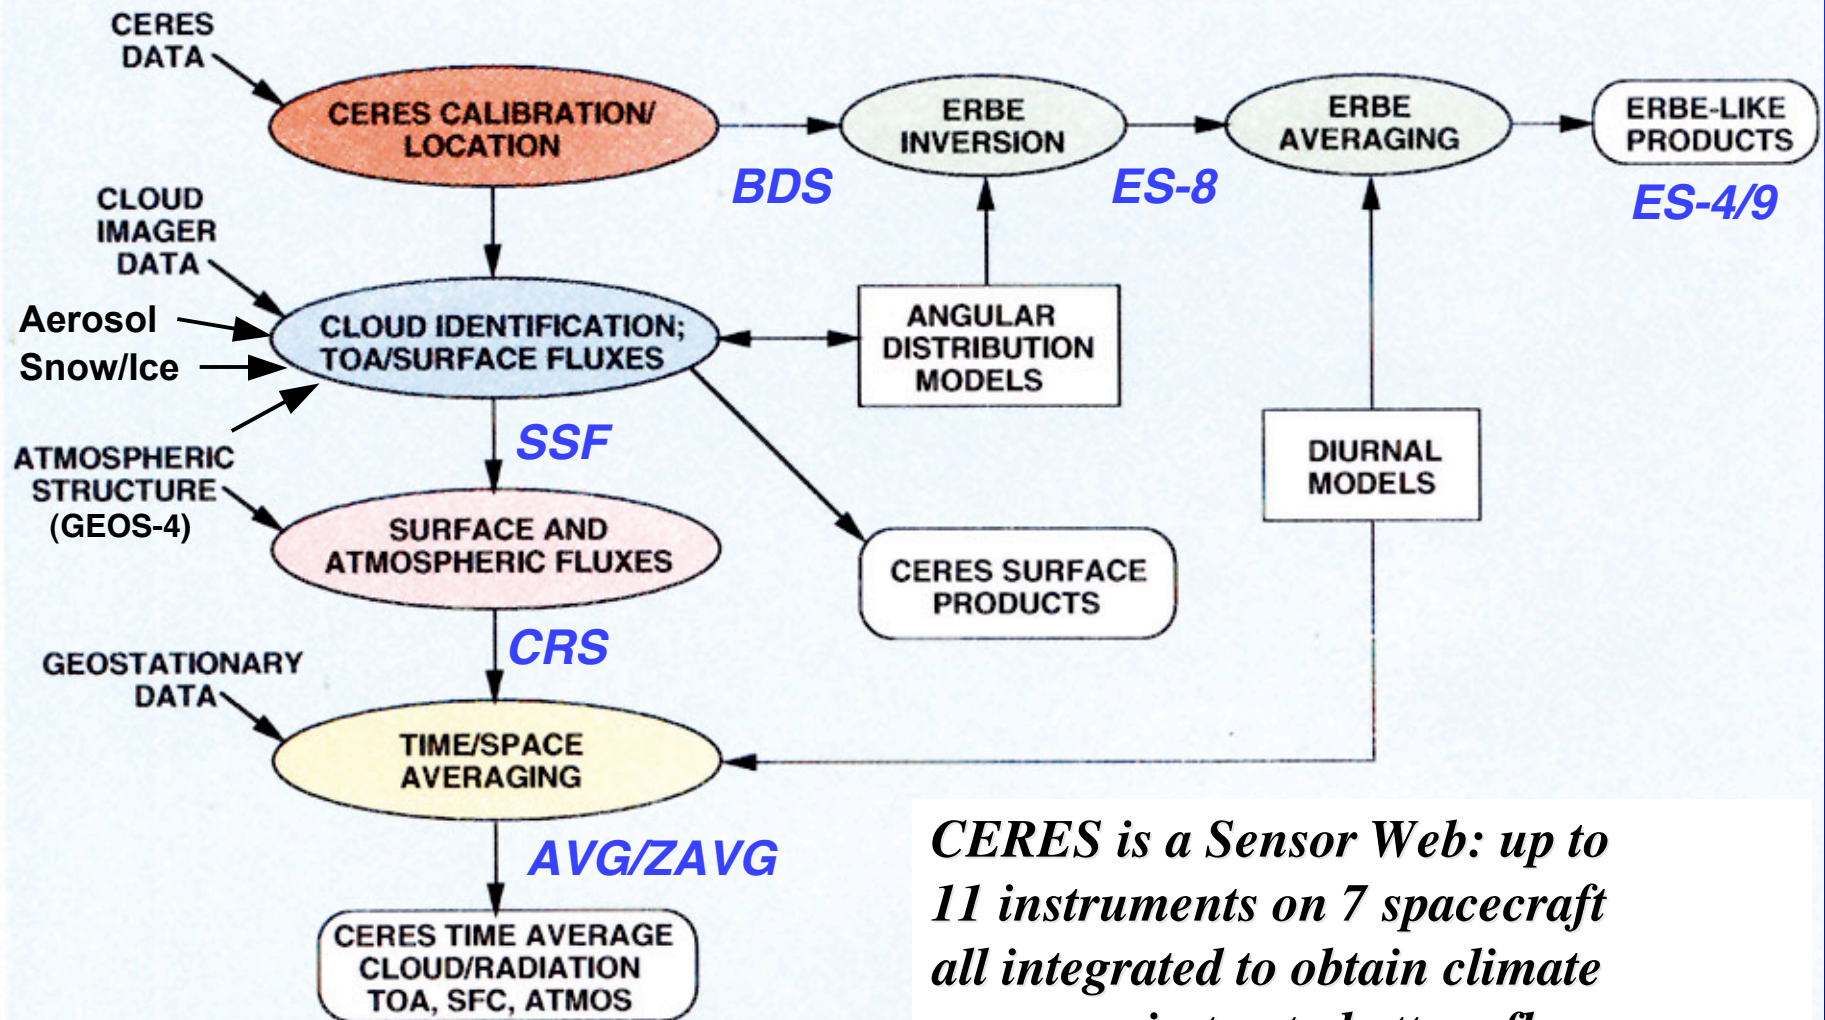 CERES
DATA
CERES CALIBRATION/
LOCATION
BDS
ERBE
INVERSION
ES-8
ERBE
AVERAGING
ERBE-LIKE
PRODUCTS
ES-4/9
CLOUD
IMAGER
DATA
Aerosol
Snow/Ice
CLOUD IDENTIFICATION;
TOA/SURFACE FLUXES
ANGULAR
DISTRIBUTION
MODELS
SSF
DIURNAL
MODELS
ATMOSPHERIC
STRUCTURE
(GEOS-4)
SURFACE AND
ATMOSPHERIC FLUXES
CERES SURFACE
PRODUCTS
CRS
GEOSTATIONARY
DATA
TIME/SPACE
AVERAGING
AVG/ZAVG
CERES TIME AVERAGE
CLOUD/RADIATION
TOA, SFC, ATMOS
CERES is a Sensor Web: up to
11 instruments on 7 spacecraft
all integrated to obtain climate